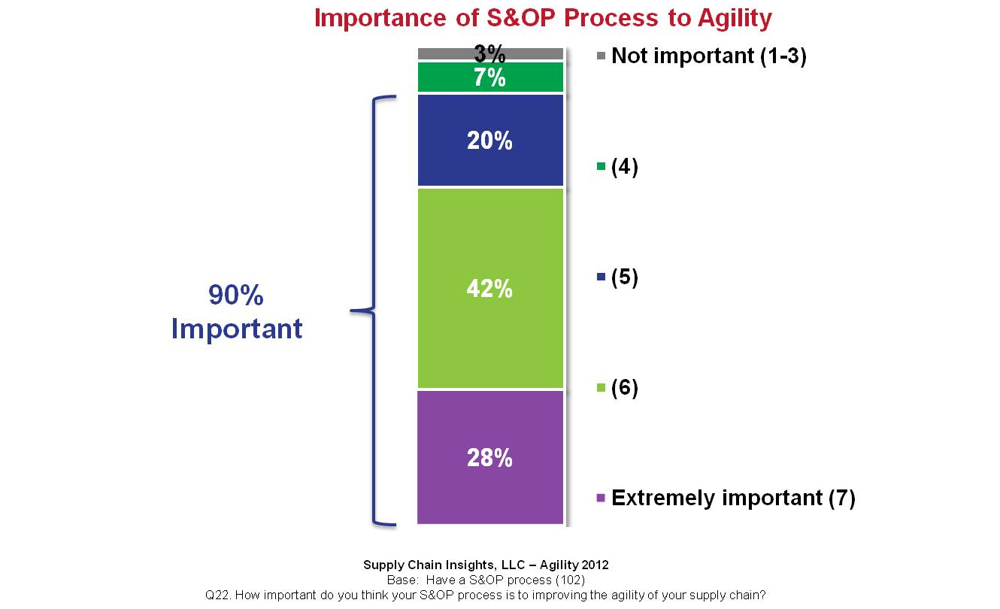 Importance of S&OP Process to Agility
3%
Not important (1-3)
7%
20%
(4)
(5)
90%
Important
42%
(6)
28%
Extremely important (7)
Supply Chain Insights, LLC – Agility 2012
Base:  Have a S&OP process (102)
Q22. How important do you think your S&OP process is to improving the agility of your supply chain?